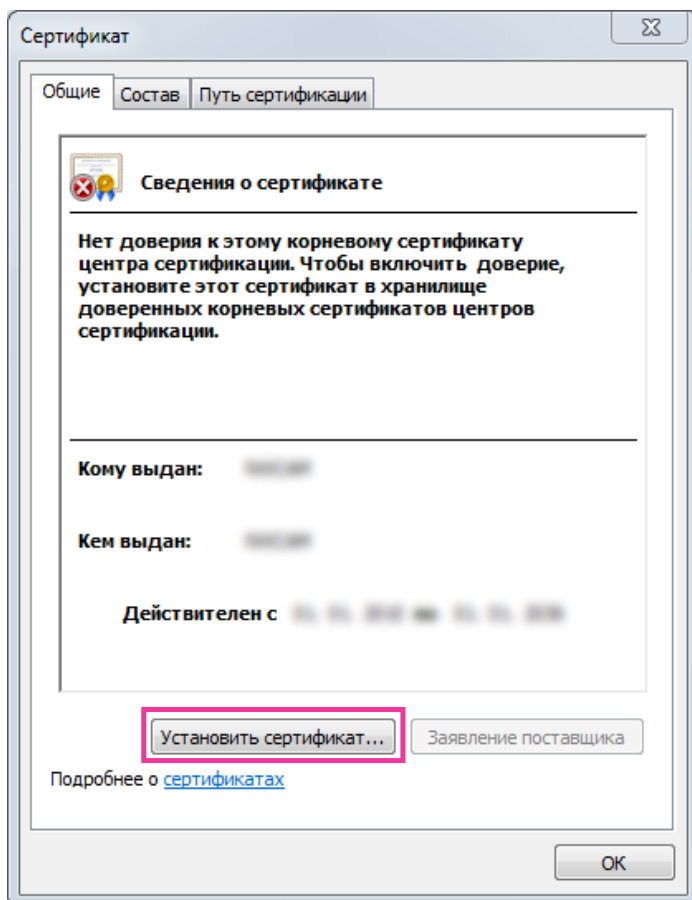 Сертификат
Общие Состав Путь сертификации
Сведения о сертификате
Нет доверия к этому корневому сертификату
центра сертификации. Чтобы включить доверие,
установите этот сертификат в хранилище
доверенных корневых сертификатов центров
сертификации.
Кому выдан:
Кем выдан:
Действителен с
Установить сертификат... Заявление поставщика
Подробнее о сертификатах
ОК